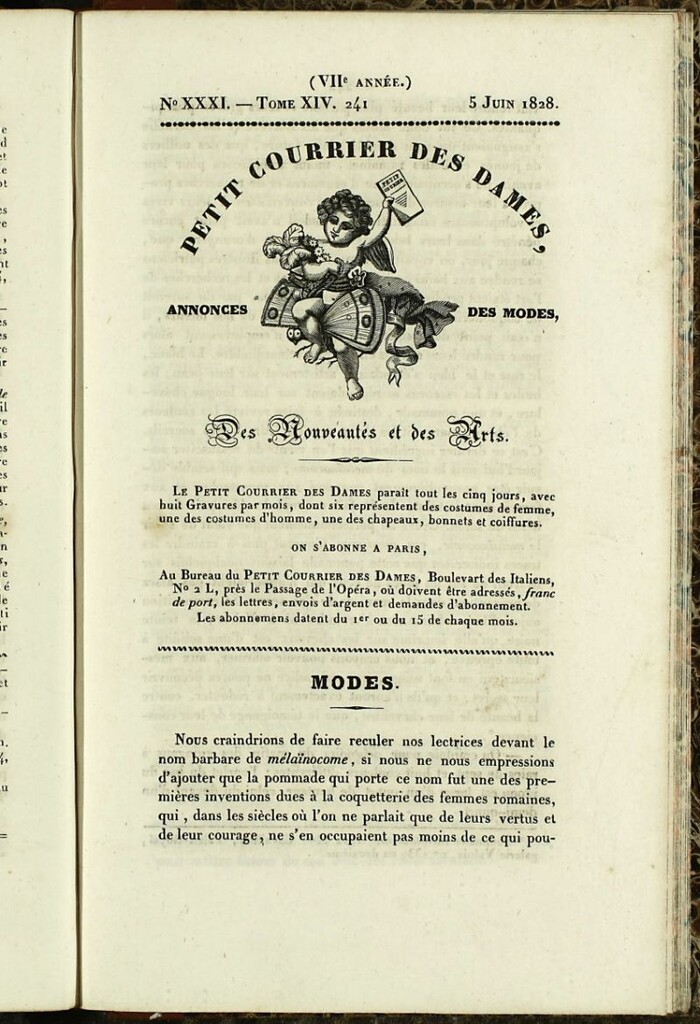 (VIIe ANNÉE.)
No XXXI. — TOME XIV. 241 5 JUIN 1828.
PETIT COURRIER DES DAMES,
ANNONCES DES MODES,
Des Nouveautés et des Arts.
LE PETIT COURRIER DES DAMES paraît tout les cinq jours, avec
huit Gravures par mois, dont six représentent des costumes de femme,
une des costumes d'homme, une des chapeaux, bonnets et coiffures.
ON S'ABONNE A PARIS,
Au Bureau du PETIT COURRIER DES DAMES, Boulevart des Italiens,
No 2 L, près le Passage de l'Opéra, où doivent être adressés, franc
de port, les lettres, envois d'argent et demandes d'abonnement.
Les abonnemens datent du 1er ou du 15 de chaque mois.
MODES.
Nous craindrions de faire reculer nos lectrices devant le
nom barbare de mélaïnocome, si nous ne nous empressions
d'ajouter que la pommade qui porte ce nom fut une des pre-
mières inventions dues à la coquetterie des femmes romaines,
qui, dans les siècles où l'on ne parlait que de leurs vertus et
de leur courage, ne s'en occupaient pas moins de ce qui pou-